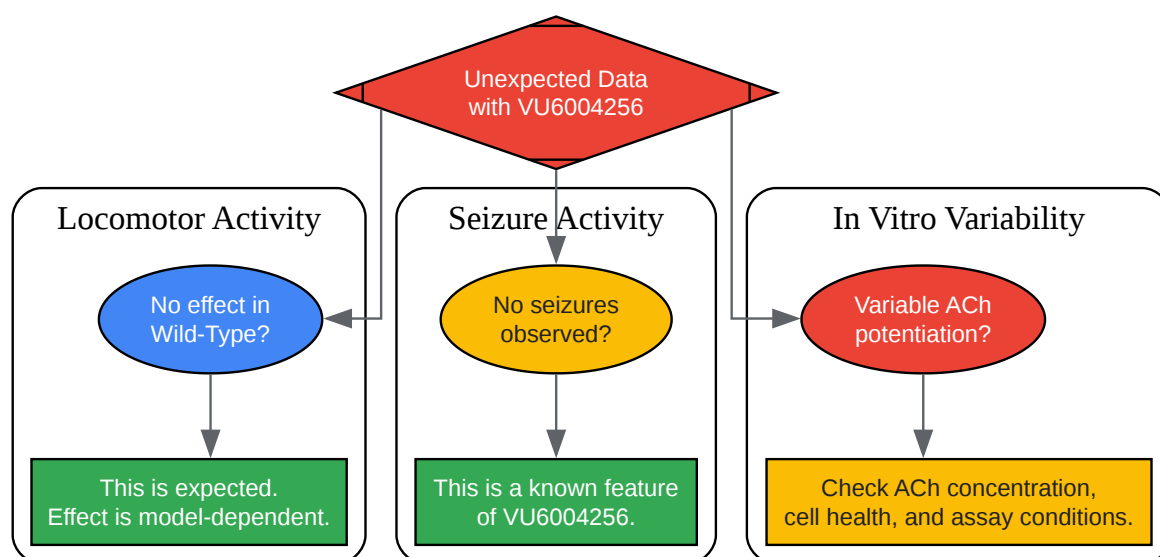 Unexpected Data
with VU6004256
Locomotor Activity
No effect in
Wild-Type?
This is expected.
Effect is model-dependent.
Seizure Activity
No seizures
observed?
This is a known feature
of VU6004256.
In Vitro Variability
Variable ACh
potentiation?
Check ACh concentration,
cell health, and assay conditions.